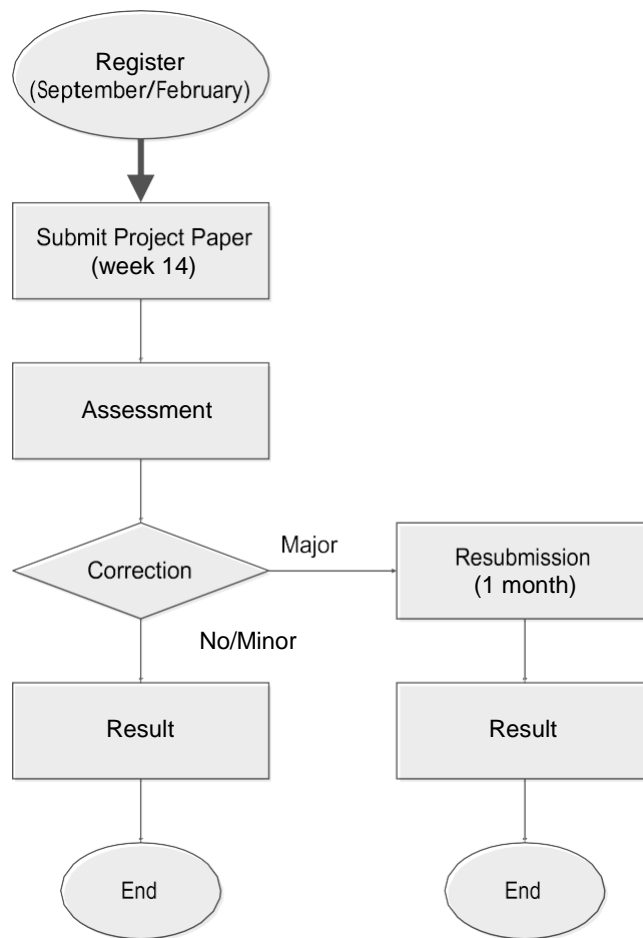 Register
(September/February)
Submit Project Paper
(week 14)
Assessment
Correction
Major
Resubmission
(1 month)
No/Minor
Result
Result
End
End